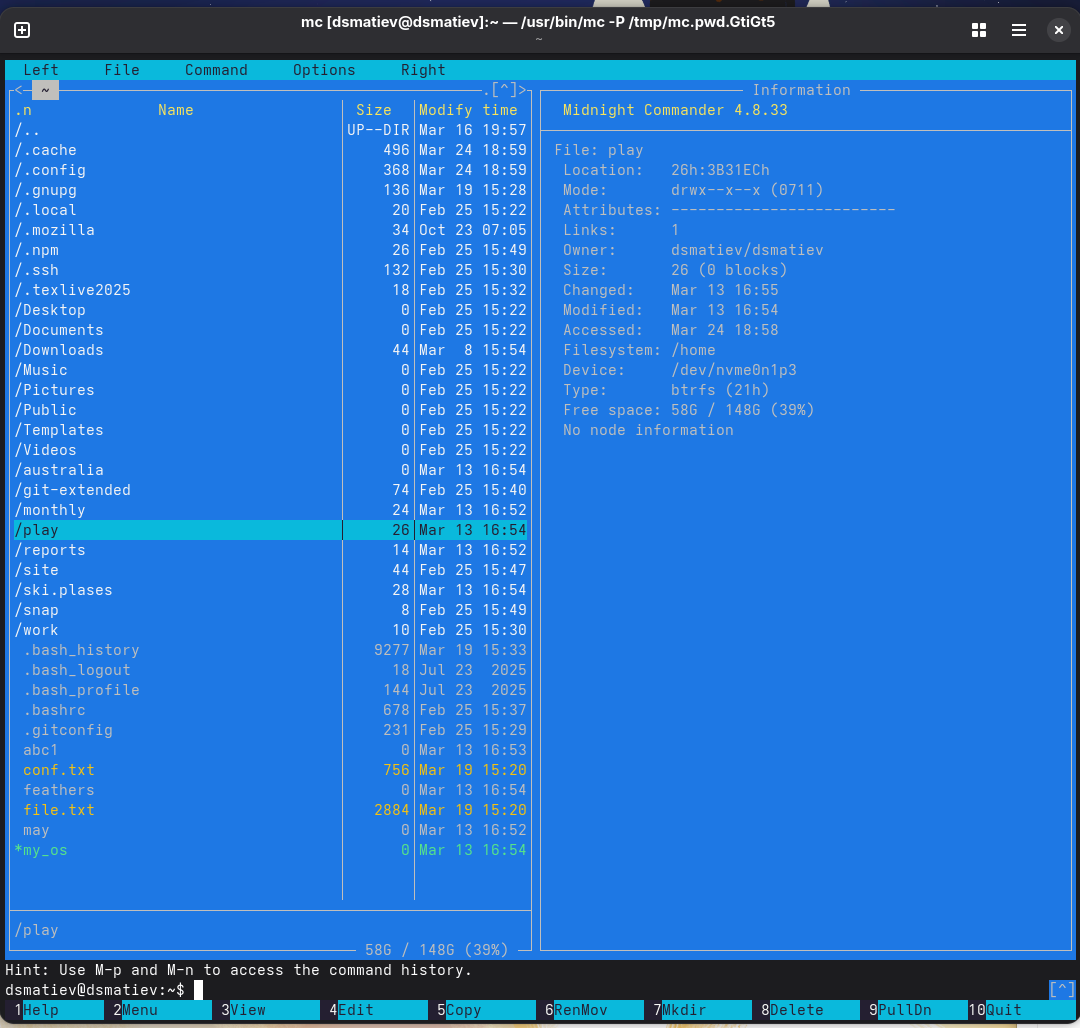 mc [dsmatiev@dsmatiev]:~ — /usr/bin/mc -P /tmp/mc.pwd.GtiGt5
~
Left File Command Options Right
<─ ~ ─.[^]>
.n Name Size Modify time
/.. UP--DIR Mar 16 19:57
/.cache 496 Mar 24 18:59
/.config 368 Mar 24 18:59
/.gnupg 136 Mar 19 15:28
/.local 20 Feb 25 15:22
/.mozilla 34 Oct 23 07:05
/.npm 26 Feb 25 15:49
/.ssh 132 Feb 25 15:30
/.texlive2025 18 Feb 25 15:32
/Desktop 0 Feb 25 15:22
/Documents 0 Feb 25 15:22
/Downloads 44 Mar 8 15:54
/Music 0 Feb 25 15:22
/Pictures 0 Feb 25 15:22
/Public 0 Feb 25 15:22
/Templates 0 Feb 25 15:22
/Videos 0 Feb 25 15:22
/australia 0 Mar 13 16:54
/git-extended 74 Feb 25 15:40
/monthly 24 Mar 13 16:52
/play 26 Mar 13 16:54
/reports 14 Mar 13 16:52
/site 44 Feb 25 15:47
/ski.plases 28 Mar 13 16:54
/snap 8 Feb 25 15:49
/work 10 Feb 25 15:30
.bash_history 9277 Mar 19 15:33
.bash_logout 18 Jul 23 2025
.bash_profile 144 Jul 23 2025
.bashrc 678 Feb 25 15:37
.gitconfig 231 Feb 25 15:29
abc1 0 Mar 13 16:53
conf.txt 756 Mar 19 15:20
feathers 0 Mar 13 16:54
file.txt 2884 Mar 19 15:20
may 0 Mar 13 16:52
*my_os 0 Mar 13 16:54
/play
58G / 148G (39%)
Information
Midnight Commander 4.8.33
File: play
Location: 26h:3B31ECh
Mode: drwx--x--x (0711)
Attributes: -------------------------
Links: 1
Owner: dsmatiev/dsmatiev
Size: 26 (0 blocks)
Changed: Mar 13 16:55
Modified: Mar 13 16:54
Accessed: Mar 24 18:58
Filesystem: /home
Device: /dev/nvme0n1p3
Type: btrfs (21h)
Free space: 58G / 148G (39%)
No node information
Hint: Use M-p and M-n to access the command history.
dsmatiev@dsmatiev:~$ [^]
1Help 2Menu 3View 4Edit 5Copy 6RenMov 7Mkdir 8Delete 9PullDn 10Quit